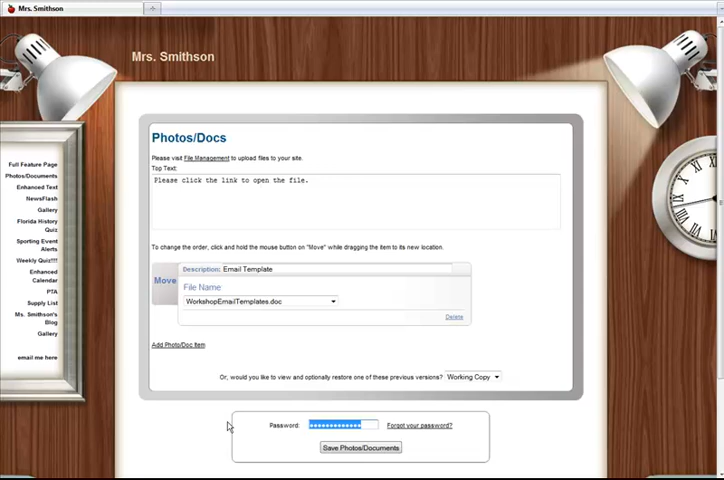 Mrs. Smithson
Mrs. Smithson
Full Feature Page
Photos/Documents
Enhanced Text
NewsFlash
Gallery
Florida History
Quiz
Sporting Event
Alerts
Weekly Quiz!!!!
Enhanced
Calendar
PTA
Supply List
Ms. Smithson's
Blog
Gallery
email me here
Photos/Docs
Please visit File Management to upload files to your site.
Top Text:
Please click the link to open the file.
To change the order, click and hold the mouse button on "Move" while dragging the item to its new location.
Move
Description: Email Template
File Name
WorkshopEmailTemplates.doc
Delete
Add Photo/Doc Item
Or, would you like to view and optionally restore one of these previous versions? Working Copy
Password: Forgot your password?
Save Photos/Documents